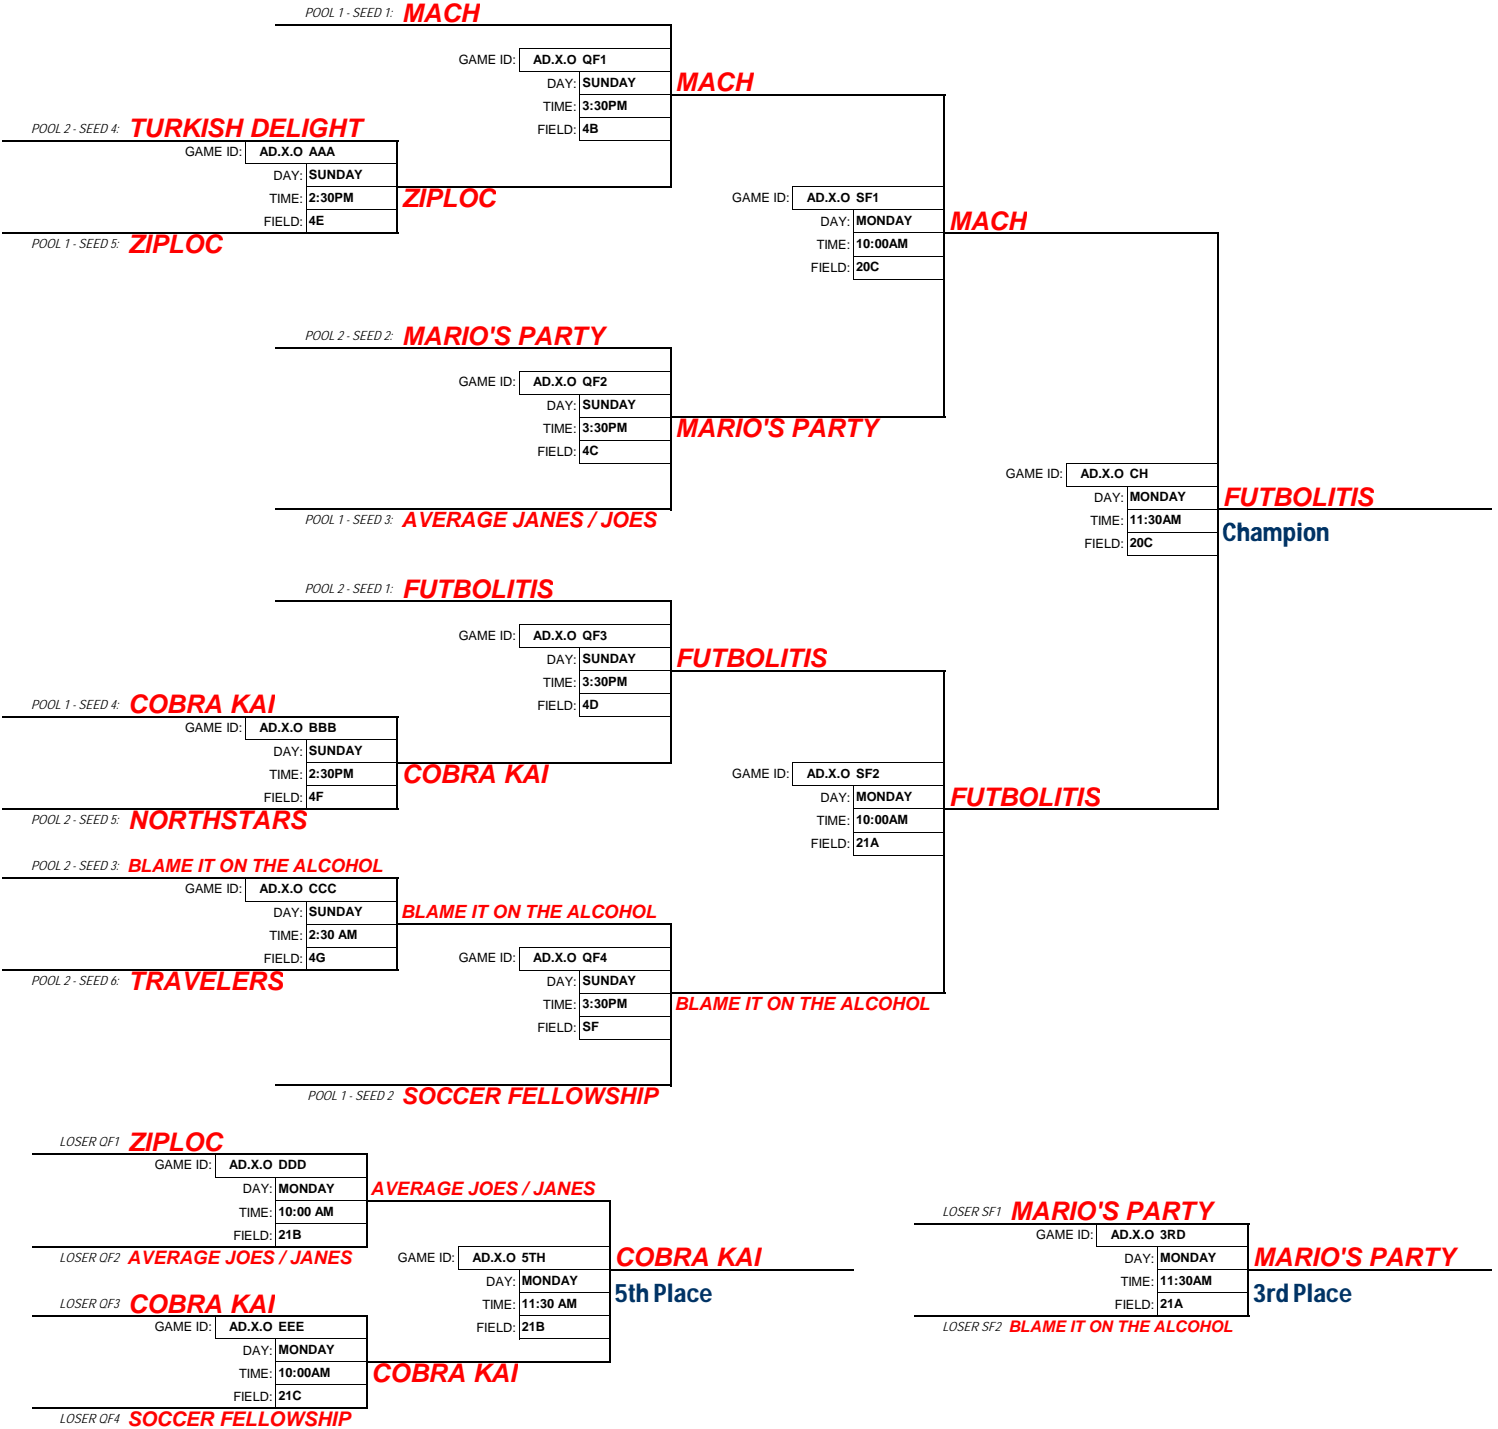 POOL 1 - SEED 1: MACH
GAME ID: AD.X.O QF1
DAY: SUNDAY
TIME: 3:30PM
FIELD: 4B
MACH
POOL 2 - SEED 4: TURKISH DELIGHT
GAME ID: AD.X.O AAA
DAY: SUNDAY
TIME: 2:30PM
FIELD: 4E
ZIPLOC
POOL 1 - SEED 5: ZIPLOC
GAME ID: AD.X.O SF1
DAY: MONDAY
TIME: 10:00AM
FIELD: 20C
MACH
POOL 2 - SEED 2: MARIO'S PARTY
GAME ID: AD.X.O QF2
DAY: SUNDAY
TIME: 3:30PM
FIELD: 4C
MARIO'S PARTY
POOL 1 - SEED 3: AVERAGE JANES / JOES
GAME ID: AD.X.O CH
DAY: MONDAY
TIME: 11:30AM
FIELD: 20C
FUTBOLITIS
Champion
POOL 2 - SEED 1: FUTBOLITIS
GAME ID: AD.X.O QF3
DAY: SUNDAY
TIME: 3:30PM
FIELD: 4D
FUTBOLITIS
POOL 1 - SEED 4: COBRA KAI
GAME ID: AD.X.O BBB
DAY: SUNDAY
TIME: 2:30PM
FIELD: 4F
COBRA KAI
POOL 2 - SEED 5: NORTHSTARS
GAME ID: AD.X.O SF2
DAY: MONDAY
TIME: 10:00AM
FIELD: 21A
FUTBOLITIS
POOL 2 - SEED 3: BLAME IT ON THE ALCOHOL
GAME ID: AD.X.O CCC
DAY: SUNDAY
TIME: 2:30 AM
FIELD: 4G
BLAME IT ON THE ALCOHOL
POOL 2 - SEED 6: TRAVELERS
GAME ID: AD.X.O QF4
DAY: SUNDAY
TIME: 3:30PM
FIELD: SF
BLAME IT ON THE ALCOHOL
POOL 1 - SEED 2 SOCCER FELLOWSHIP
LOSER QF1 ZIPLOC
GAME ID: AD.X.O DDD
DAY: MONDAY
TIME: 10:00 AM
FIELD: 21B
AVERAGE JOES / JANES
LOSER QF2 AVERAGE JOES / JANES
GAME ID: AD.X.O 5TH
DAY: MONDAY
TIME: 11:30 AM
FIELD: 21B
COBRA KAI
5th Place
LOSER QF3 COBRA KAI
GAME ID: AD.X.O EEE
DAY: MONDAY
TIME: 10:00AM
FIELD: 21C
COBRA KAI
LOSER QF4 SOCCER FELLOWSHIP
LOSER SF1 MARIO'S PARTY
GAME ID: AD.X.O 3RD
DAY: MONDAY
TIME: 11:30AM
FIELD: 21A
MARIO'S PARTY
3rd Place
LOSER SF2 BLAME IT ON THE ALCOHOL